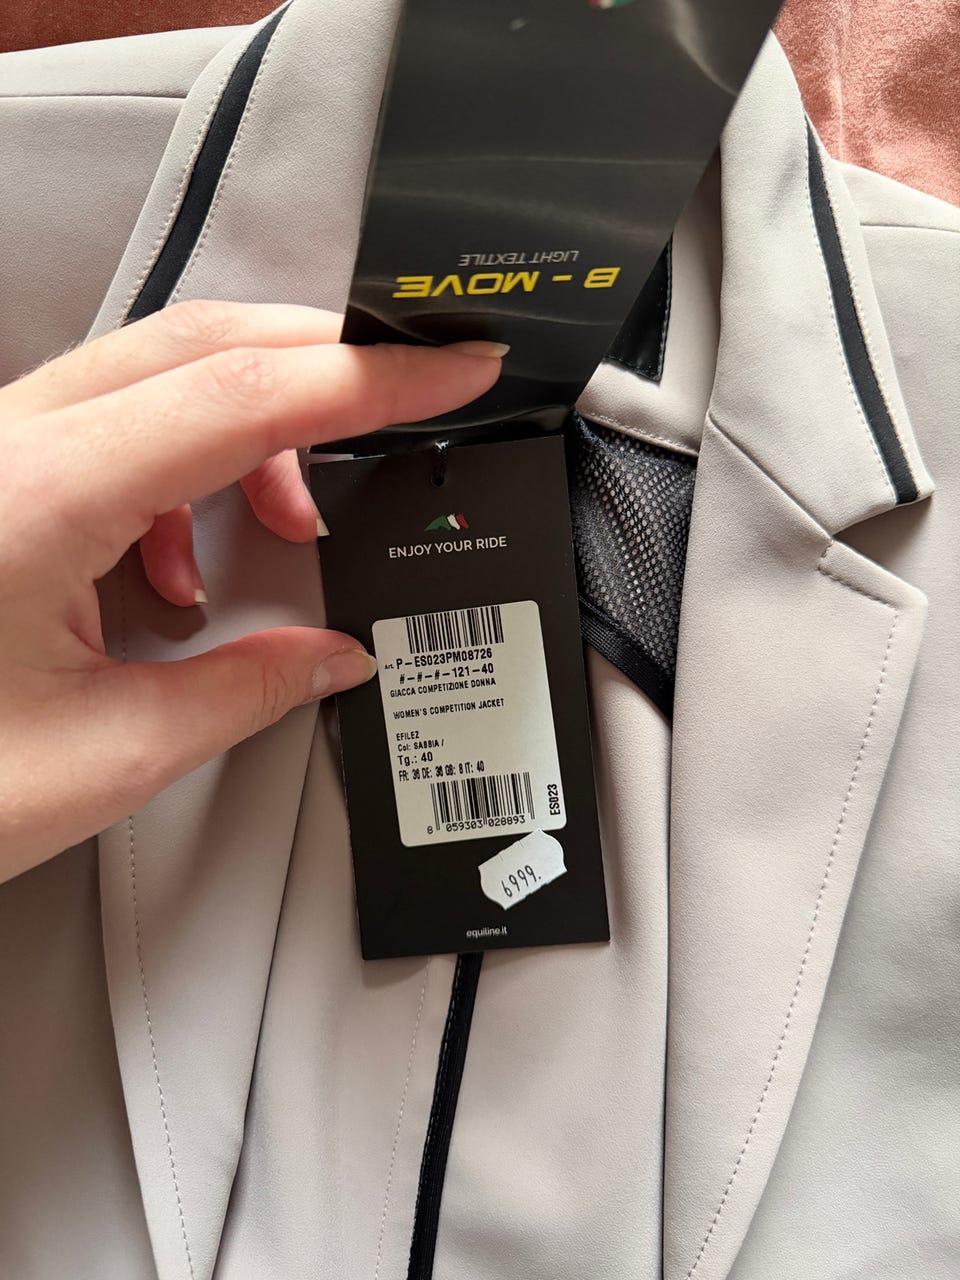 LIGHT TEXTILE
B-MOVE
ENJOY YOUR RIDE
Art. P-ES023PM08726
#-#-#-121-40
GIACCA COMPETIZIONE DONNA
WOMEN'S COMPETITION JACKET
EFILEZ
Col: SABBIA /
Tg.: 40
FR: 36 DE: 36 GB: 8 IT: 40
ES023
8 059303 028893
6999.
equiline.it